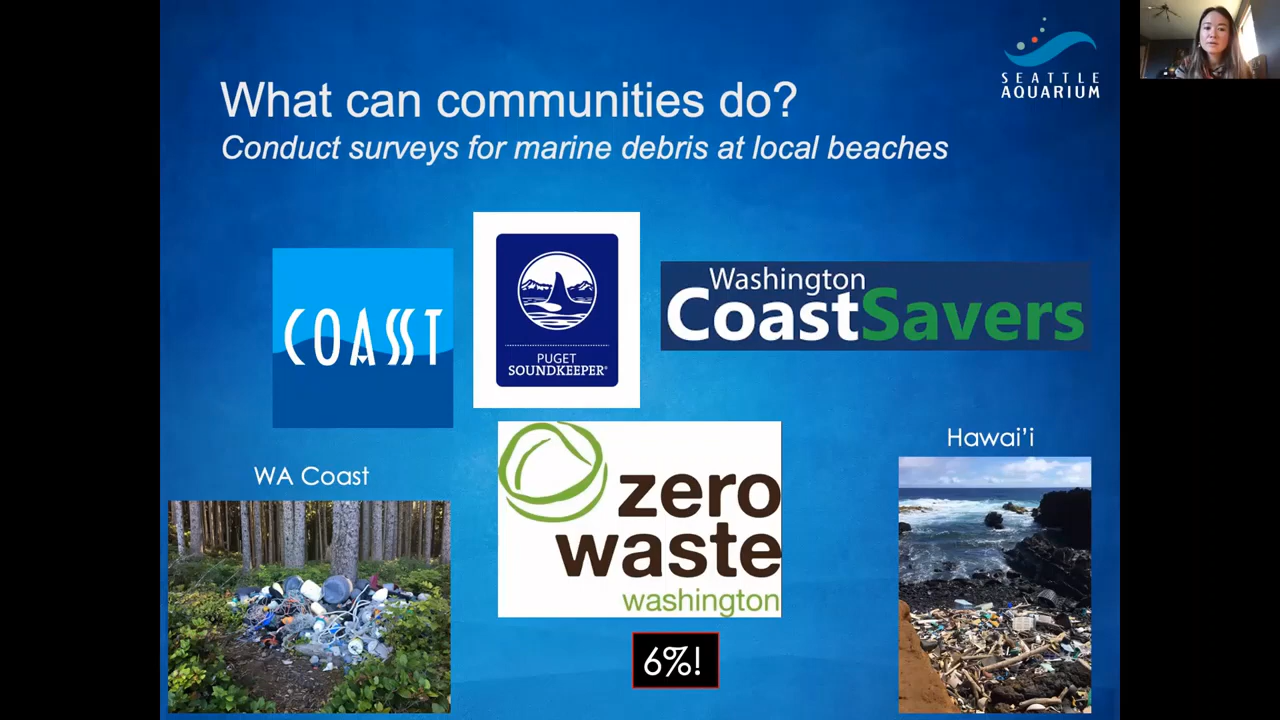 SEATTLE
AQUARIUM
What can communities do?
Conduct surveys for marine debris at local beaches
COASST
PUGET
SOUNDKEEPER®
Washington
CoastSavers
WA Coast
zero
waste
washington
Hawai'i
6%!